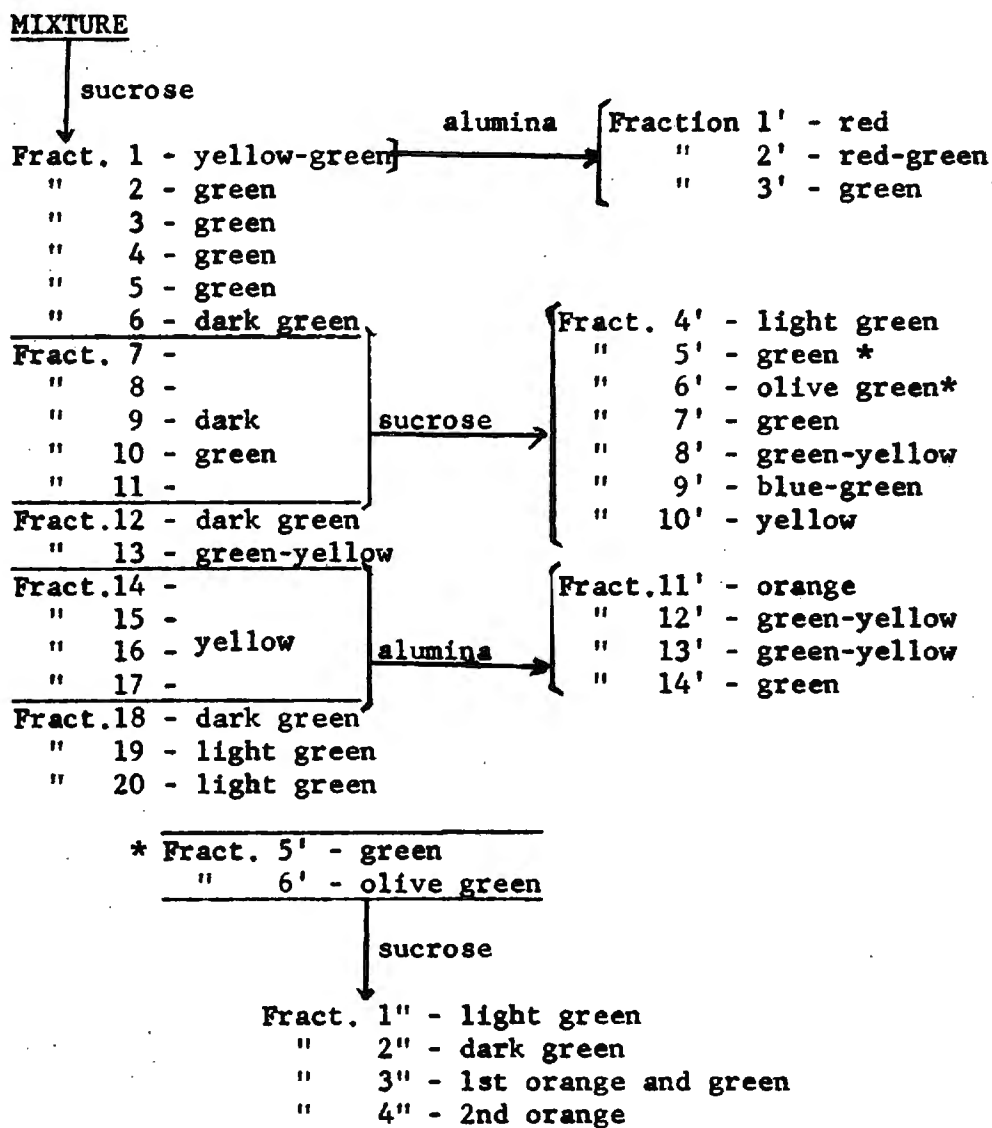 MIXTURE
sucrose
alumina
Fraction 1' - red
Fract. 1 - yellow-green
" 2' - red-green
" 2 - green
" 3' - green
" 3 - green
" 4 - green
" 5 - green
" 6 - dark green
Fract. 4' - light green
Fract. 7 -
" 5' - green *
" 8 -
" 6' - olive green*
" 9 - dark
sucrose
" 7' - green
" 10 - green
" 8' - green-yellow
" 11 -
" 9' - blue-green
Fract.12 - dark green
" 10' - yellow
" 13 - green-yellow
Fract.14 -
Fract.11' - orange
" 15 -
" 12' - green-yellow
" 16 - yellow
alumina
" 13' - green-yellow
" 17 -
" 14' - green
Fract.18 - dark green
" 19 - light green
" 20 - light green
* Fract. 5' - green
" 6' - olive green
sucrose
Fract. 1" - light green
" 2" - dark green
" 3" - 1st orange and green
" 4" - 2nd orange